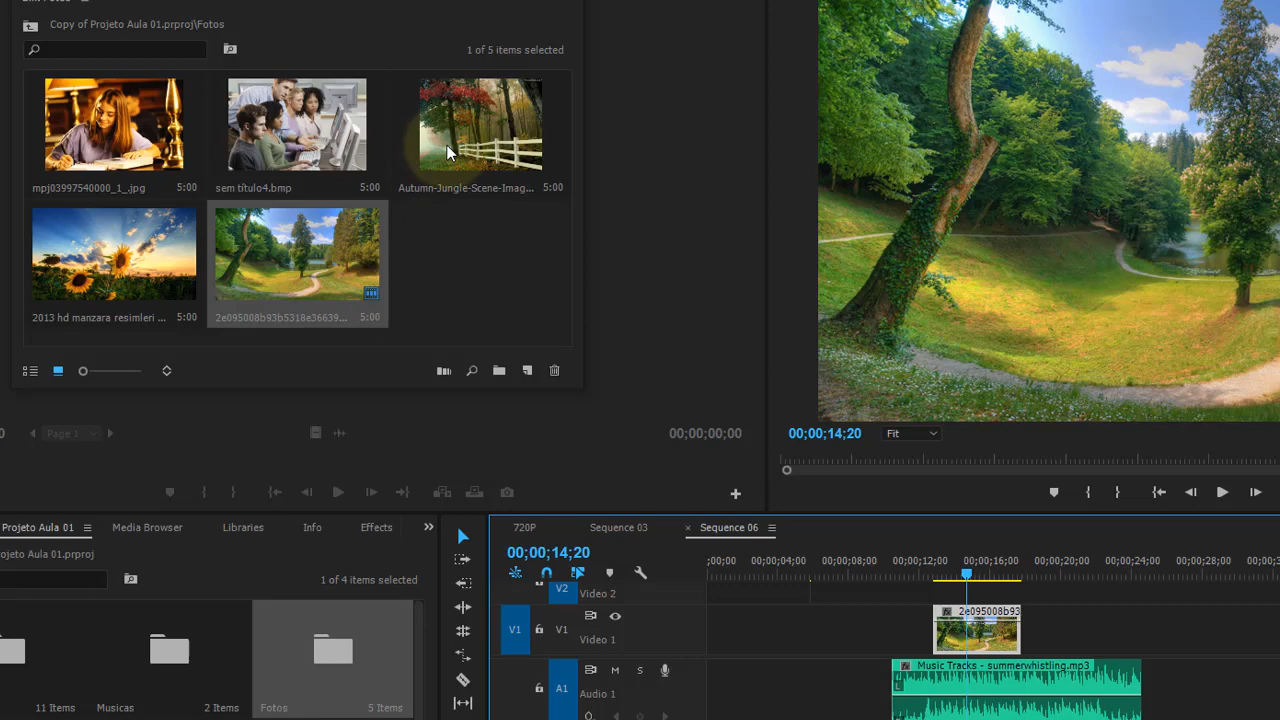 Copy of Projeto Aula 01.prproj\Fotos
1 of 5 items selected
mpj03997540000_1_.jpg 5:00
sem título4.bmp 5:00
Autumn-Jungle-Scene-Imag... 5:00
2013 hd manzara resimleri ... 5:00
2e095008b93b5318e36639... 5:00
Page 1
00;00;00;00
00;00;14;20
Fit
Projeto Aula 01
Media Browser
Libraries
Info
Effects
rojeto Aula 01.prproj
1 of 4 items selected
11 Items
Musicas
2 Items
Fotos
5 Items
720P
Sequence 03
× Sequence 06
00;00;14;20
;00;00
00;00;04;00
00;00;08;00
00;00;12;00
00;00;16;00
00;00;20;00
00;00;24;00
00;00;28;00
V2
Video 2
V1
V1
Video 1
fx 2e095008b93
A1
M
S
Audio 1
fx Music Tracks - summerwhistling.mp3
L